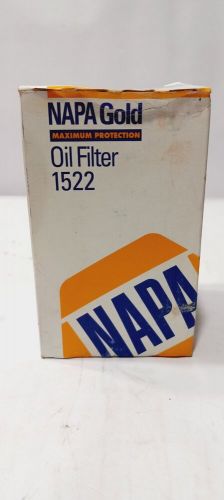 NAPA Gold
MAXIMUM PROTECTION
Oil Filter
1522
NAPA